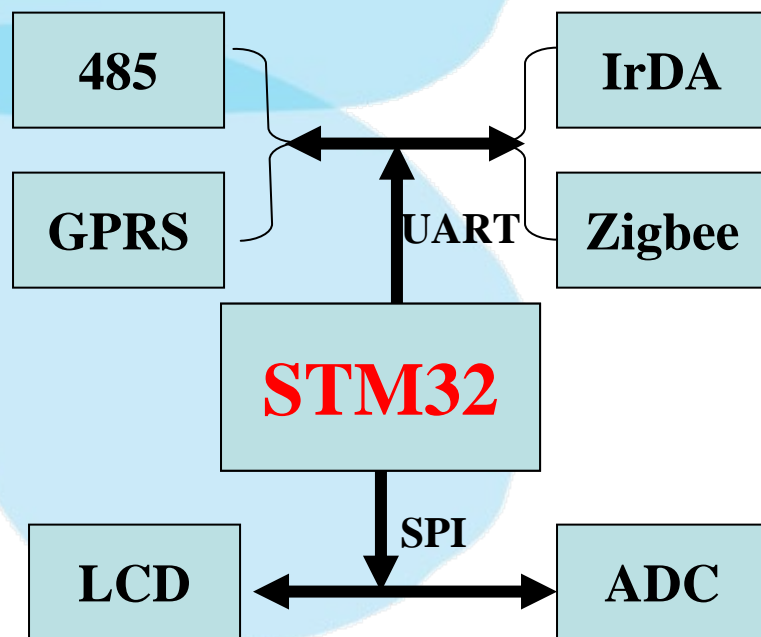 485
IrDA
GPRS
UART
Zigbee
STM32
SPI
LCD
ADC